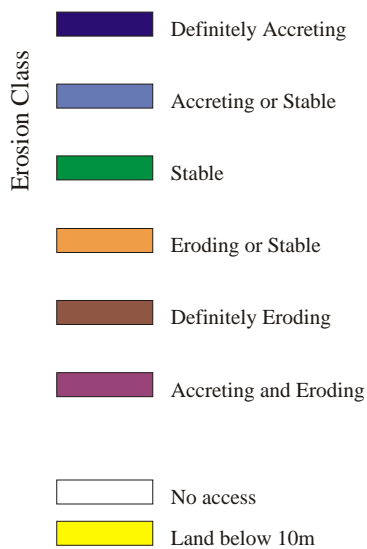 Erosion Class
Definitely Accreting
Accreting or Stable
Stable
Eroding or Stable
Definitely Eroding
Accreting and Eroding
No access
Land below 10m